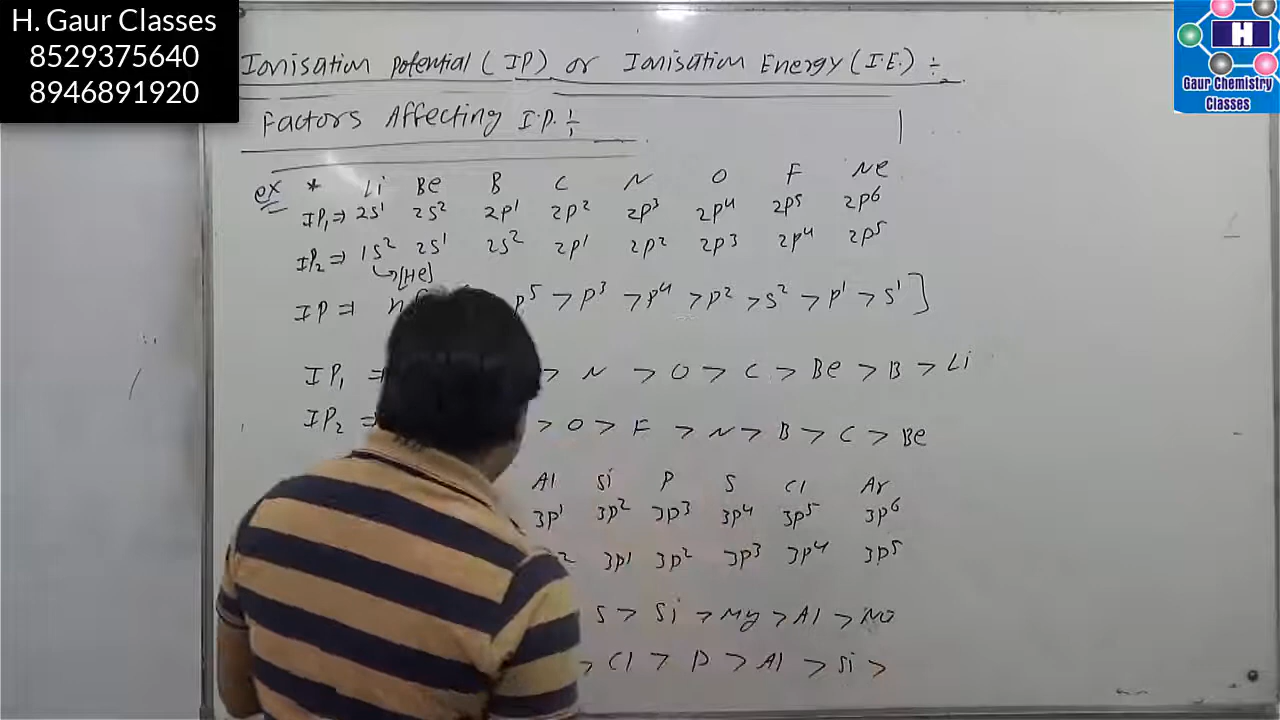 H. Gaur Classes
8529375640
8946891920
H
Gaur Chemistry
Classes
Ionisation Potential (IP) or Ionisation Energy (I.E.) ÷
Factors Affecting I.P. ÷
ex * Li Be B C N O F Ne
IP₁ ⇒ 2s¹ 2s² 2p¹ 2p² 2p³ 2p⁴ 2p⁵ 2p⁶
IP₂ ⇒ 1s² 2s¹ 2s² 2p¹ 2p² 2p³ 2p⁴ 2p⁵
↳[He]
IP ⇒ p⁵ > p³ > p⁴ > p² > s² > p¹ > s¹ ]
IP₁ ⇒ > N > O > C > Be > B > Li
IP₂ ⇒ > O > F > N > B > C > Be
Al Si P S Cl Ar
3p¹ 3p² 3p³ 3p⁴ 3p⁵ 3p⁶
² 3p¹ 3p² 3p³ 3p⁴ 3p⁵
S > Si > Mg > Al > Na
> Cl > P > Al > Si >